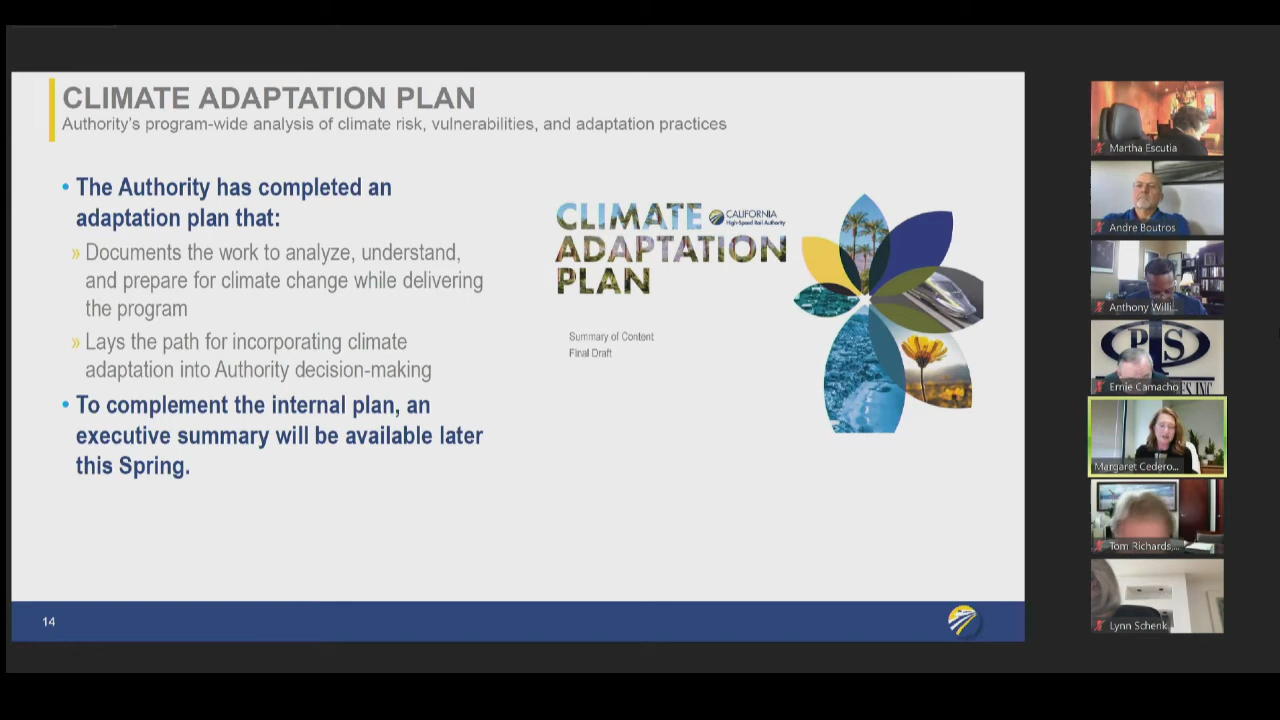 CLIMATE ADAPTATION PLAN
Authority's program-wide analysis of climate risk, vulnerabilities, and adaptation practices
• The Authority has completed an
adaptation plan that:
» Documents the work to analyze, understand,
and prepare for climate change while delivering
the program
» Lays the path for incorporating climate
adaptation into Authority decision-making
• To complement the internal plan, an
executive summary will be available later
this Spring.
CLIMATE
ADAPTATION
PLAN
CALIFORNIA
High-Speed Rail Authority
Summary of Content
Final Draft
14
Martha Escutia
Andre Boutros
Anthony Willi...
Ernie Camacho
Margaret Cedero...
Tom Richards,...
Lynn Schenk